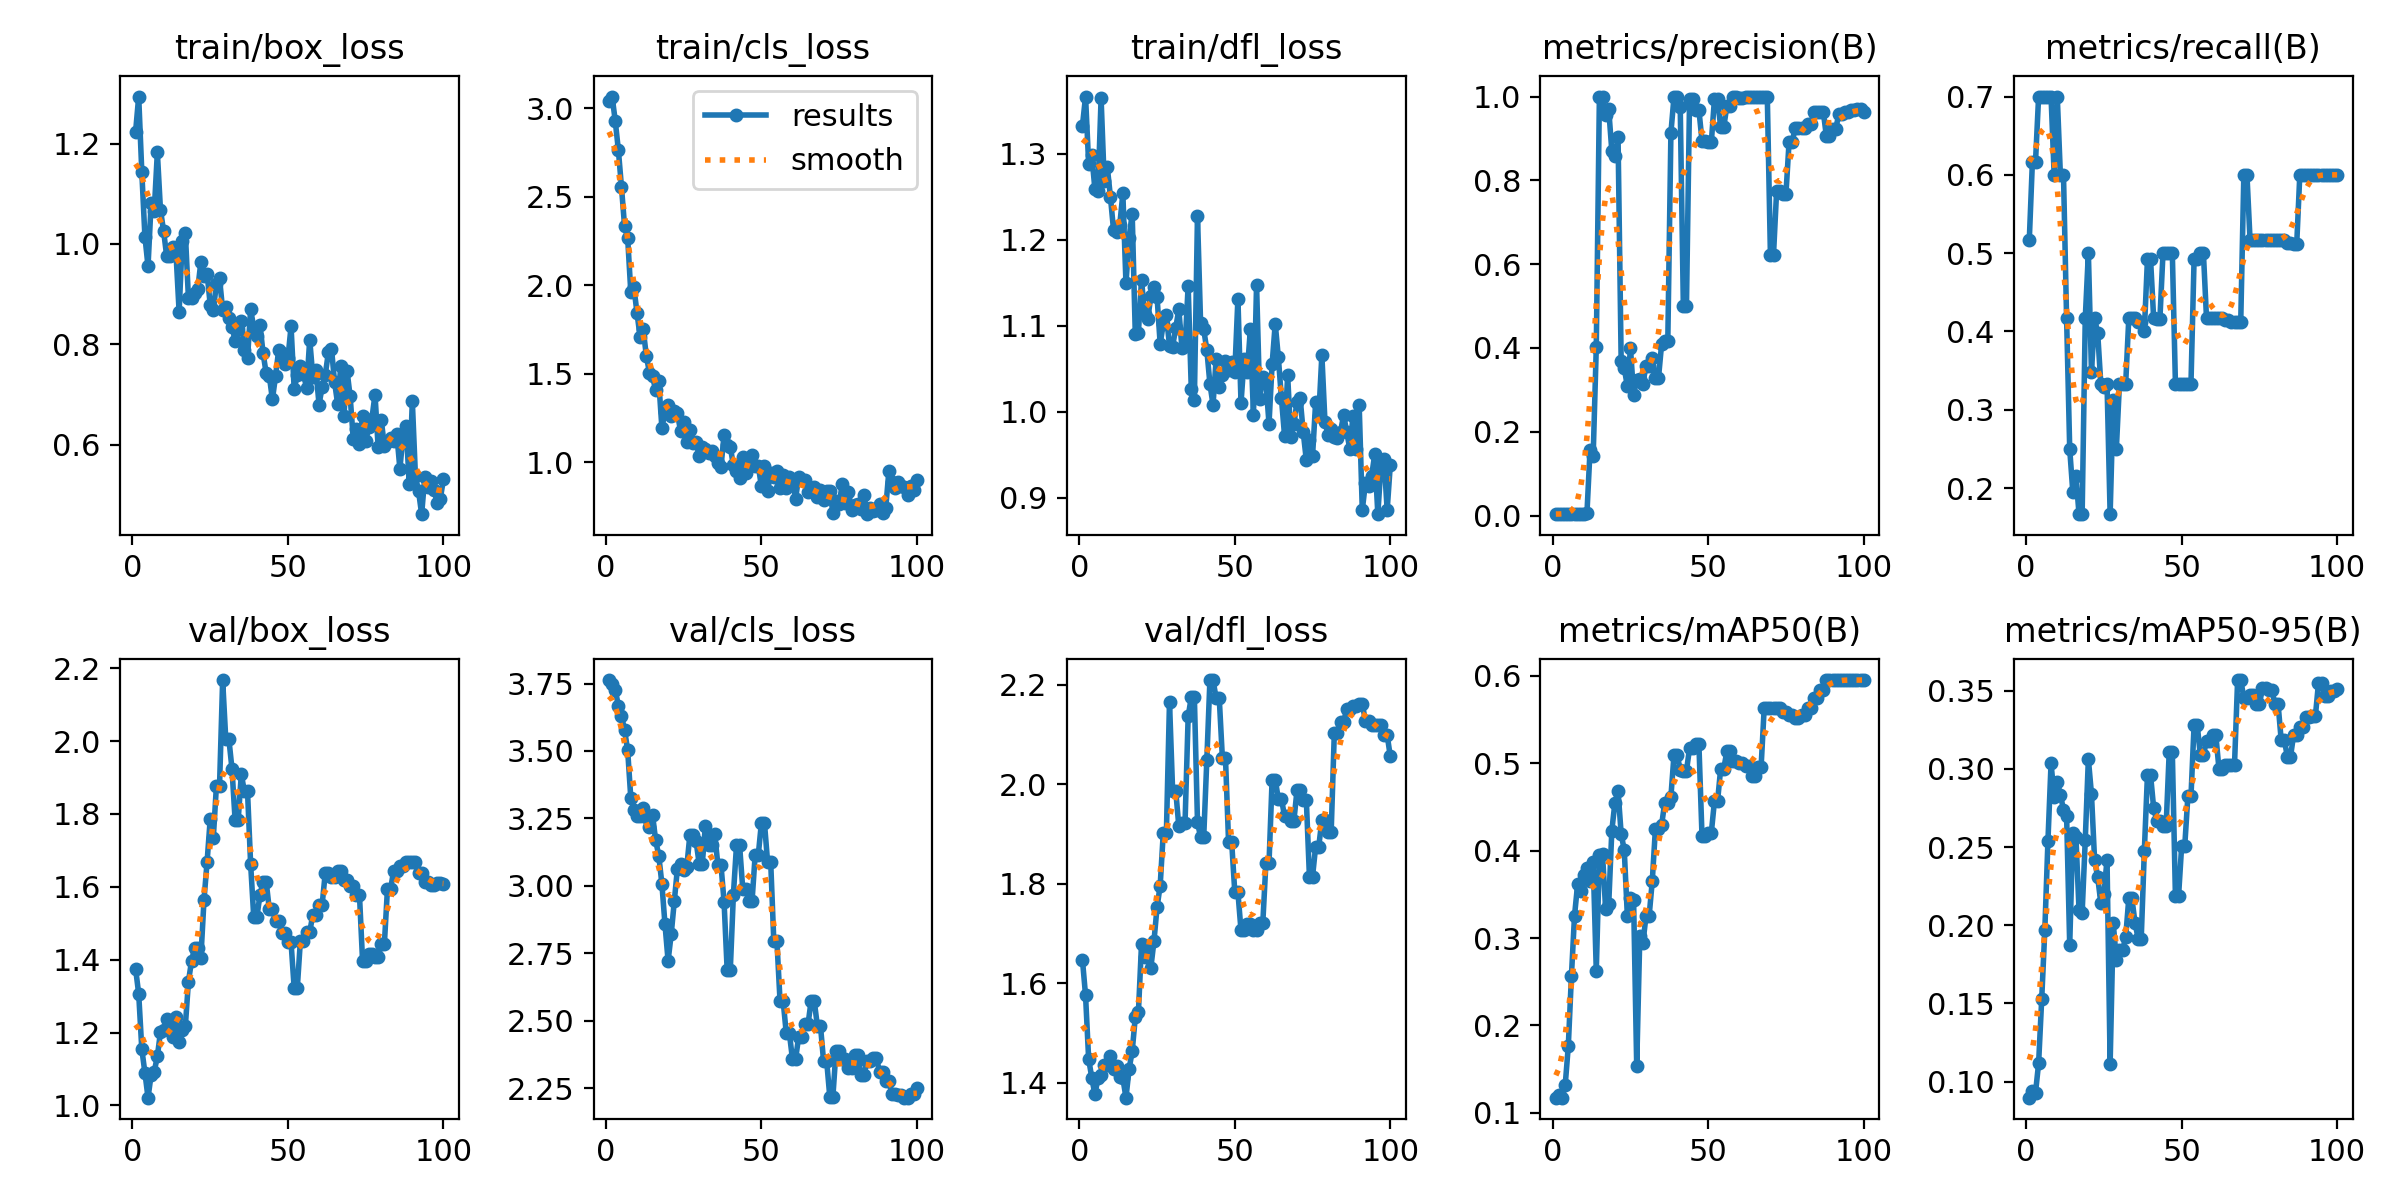 train/box_loss
1.2
1.0
0.8
0.6
0 50 100
train/cls_loss
results
smooth
3.0
2.5
2.0
1.5
1.0
0 50 100
train/dfl_loss
1.3
1.2
1.1
1.0
0.9
0 50 100
metrics/precision(B)
1.0
0.8
0.6
0.4
0.2
0.0
0 50 100
metrics/recall(B)
0.7
0.6
0.5
0.4
0.3
0.2
0 50 100
val/box_loss
2.2
2.0
1.8
1.6
1.4
1.2
1.0
0 50 100
val/cls_loss
3.75
3.50
3.25
3.00
2.75
2.50
2.25
0 50 100
val/dfl_loss
2.2
2.0
1.8
1.6
1.4
0 50 100
metrics/mAP50(B)
0.6
0.5
0.4
0.3
0.2
0.1
0 50 100
metrics/mAP50-95(B)
0.35
0.30
0.25
0.20
0.15
0.10
0 50 100